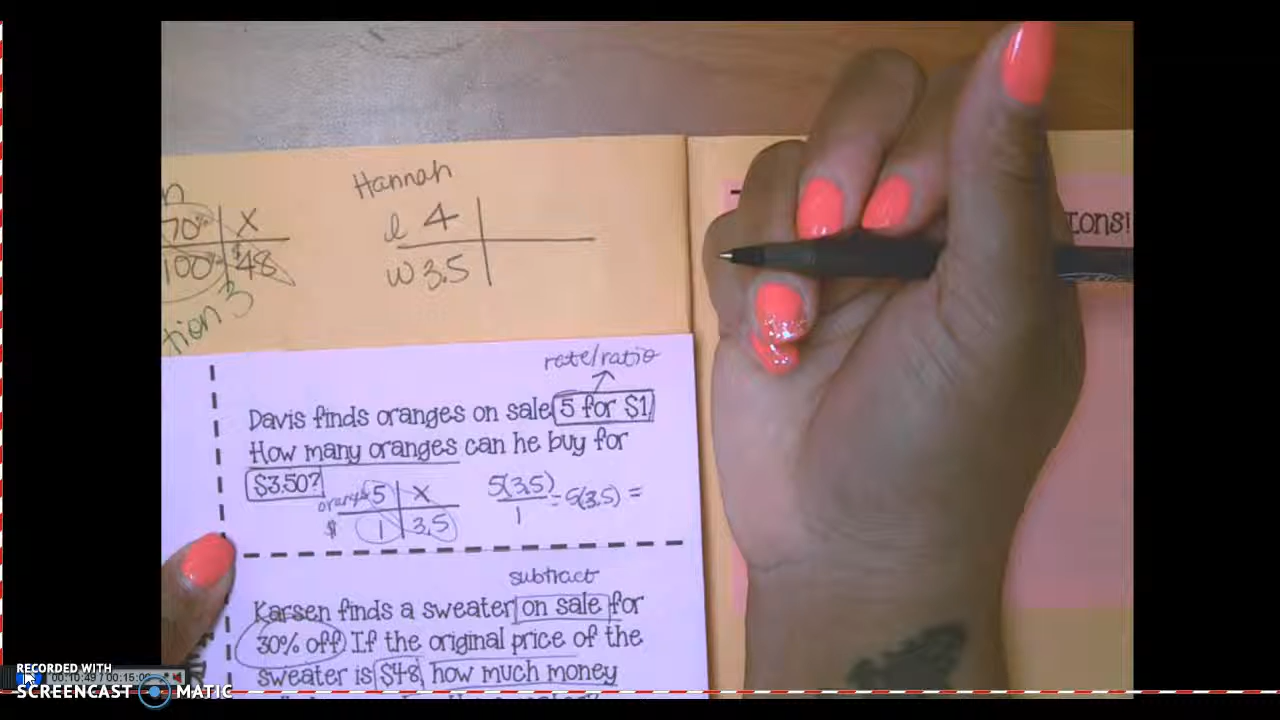 Hannah
70% X
100% $48
l 4
w 3.5
IONS!
rate/ratio
Davis finds oranges on sale 5 for $1
How many oranges can he buy for
$3.50?
oranges 5 X
$ 1 3.5
5(3.5)
1
= 5(3.5) =
subtract
Karsen finds a sweater on sale for
30% off. If the original price of the
sweater is $48, how much money
RECORDED WITH
SCREENCAST MATIC